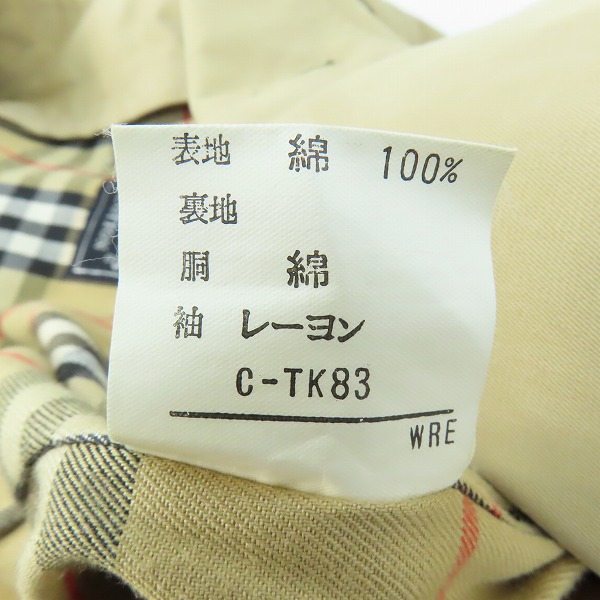 表地 綿 100%
裏地
胴 綿
袖 レーヨン
C-TK83
WRE